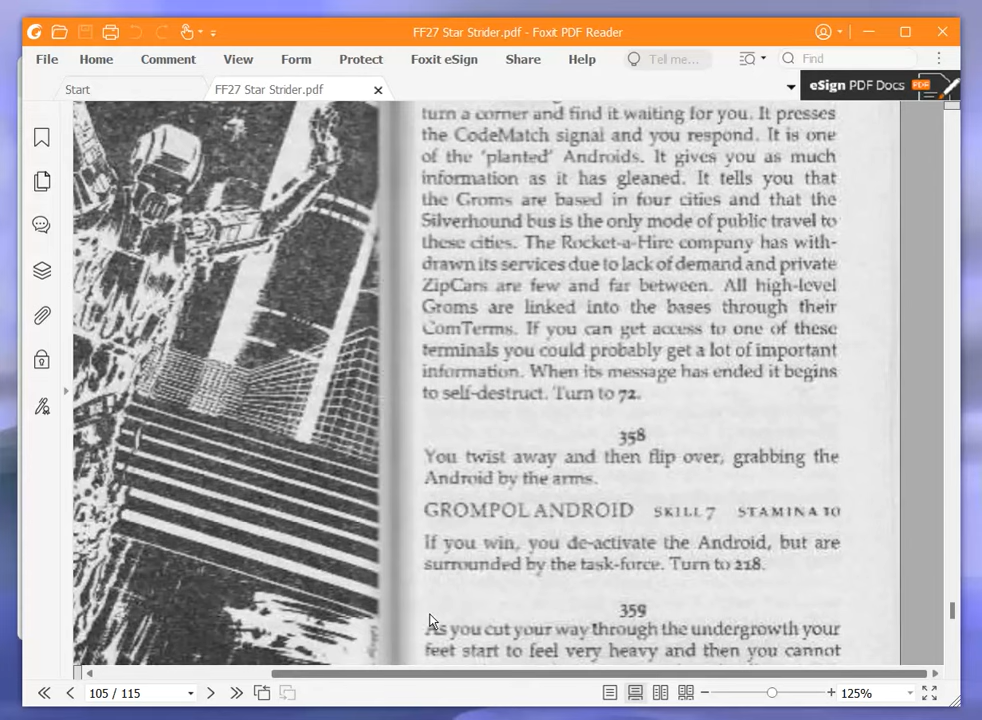 FF27 Star Strider.pdf - Foxit PDF Reader
File Home Comment View Form Protect Foxit eSign Share Help Tell me... Find
Start FF27 Star Strider.pdf eSign PDF Docs PDF
turn a corner and find it waiting for you. It presses
the CodeMatch signal and you respond. It is one
of the 'planted' Androids. It gives you as much
information as it has gleaned. It tells you that
the Groms are based in four cities and that the
Silverhound bus is the only mode of public travel to
these cities. The Rocket-a-Hire company has with-
drawn its services due to lack of demand and private
ZipCars are few and far between. All high-level
Groms are linked into the bases through their
ComTerms. If you can get access to one of these
terminals you could probably get a lot of important
information. When its message has ended it begins
to self-destruct. Turn to 72.
358
You twist away and then flip over, grabbing the
Android by the arms.
GROMPOL ANDROID SKILL 7 STAMINA 10
If you win, you de-activate the Android, but are
surrounded by the task-force. Turn to 218.
359
As you cut your way through the undergrowth your
feet start to feel very heavy and then you cannot
105 / 115 125%